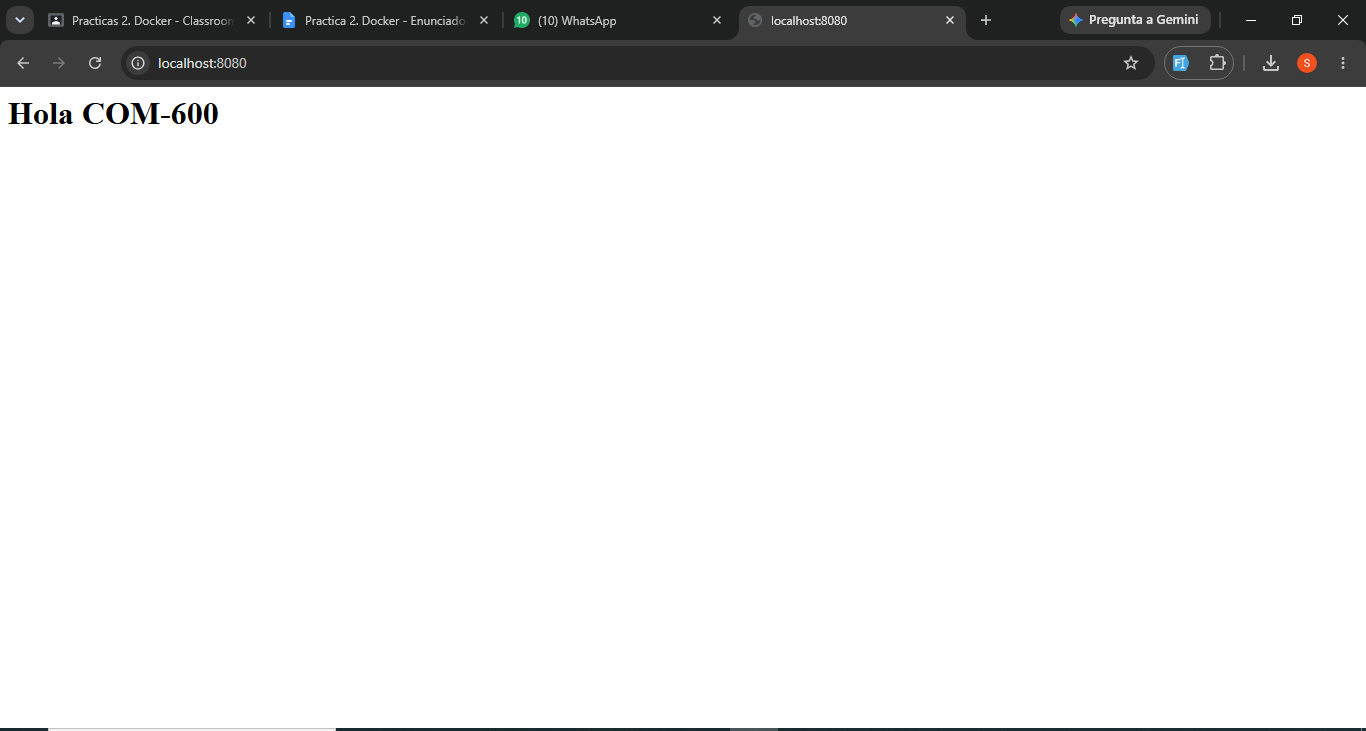 Practicas 2. Docker - Classroom
Practica 2. Docker - Enunciado
10
(10) WhatsApp
localhost:8080
Pregunta a Gemini
localhost:8080
S
Hola COM-600